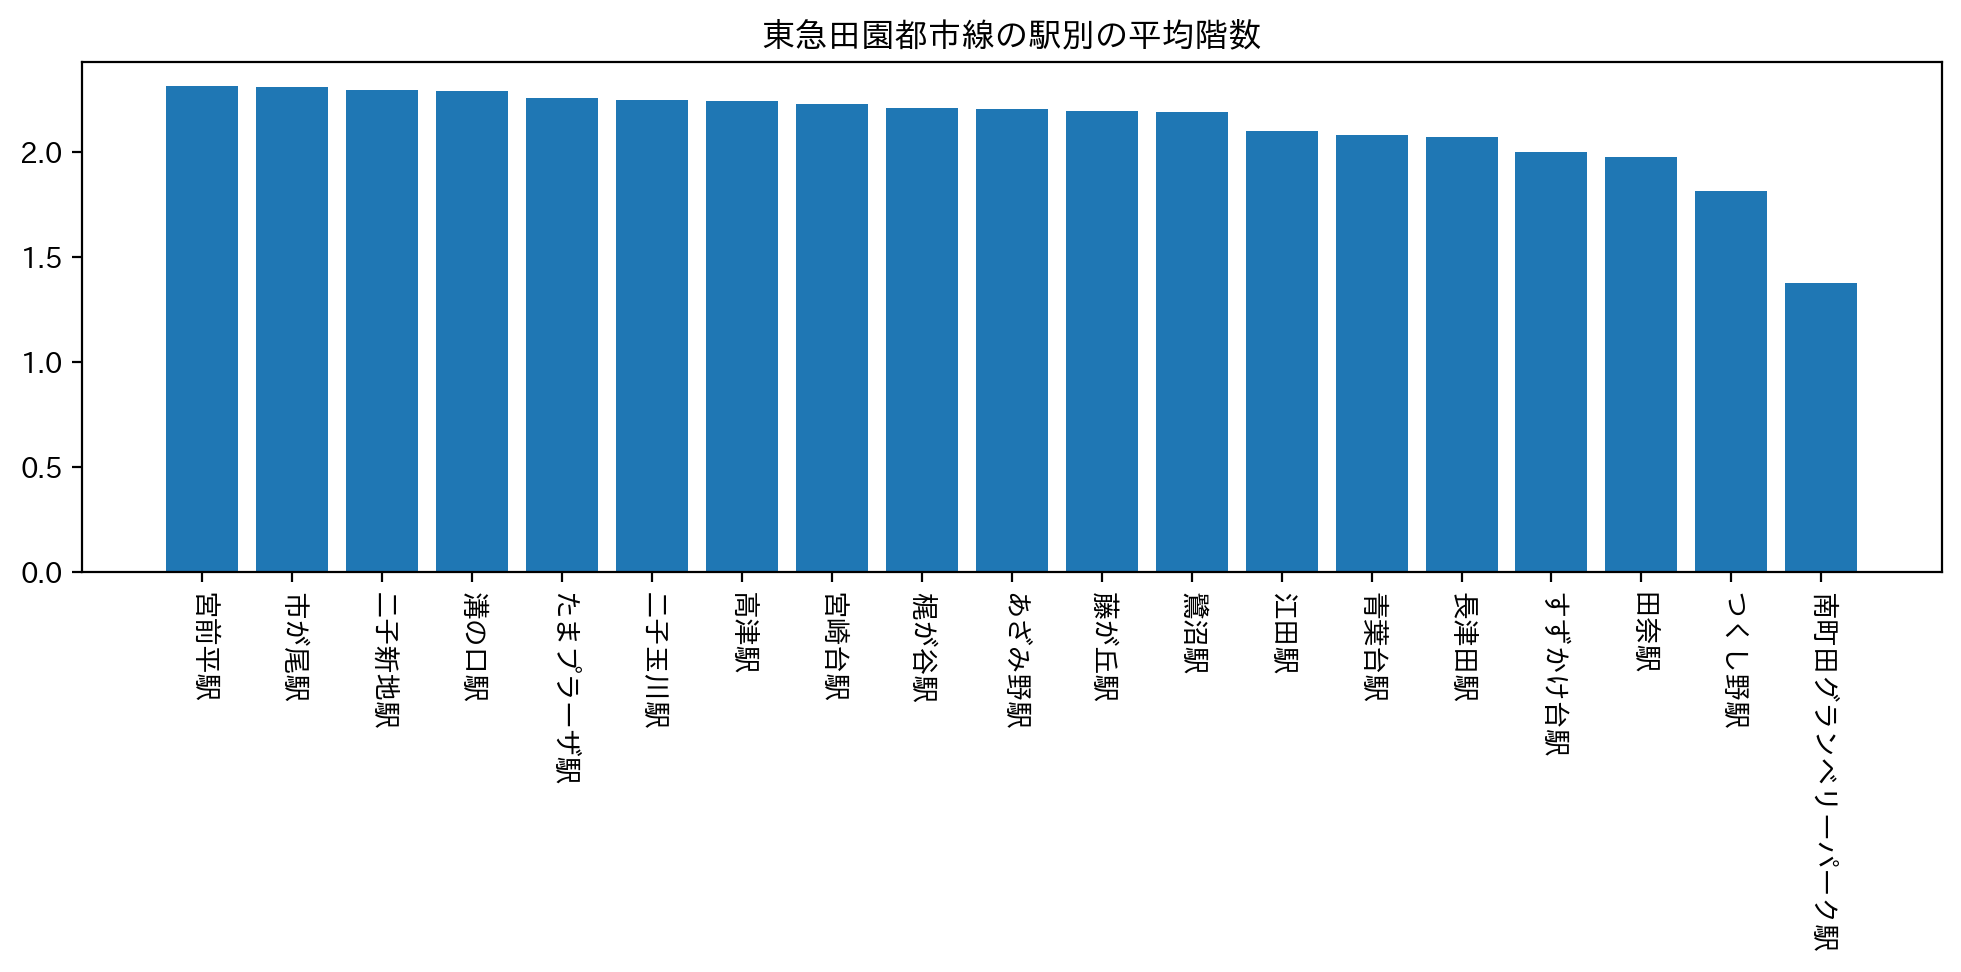 東急田園都市線の駅別の平均階数
2.0
1.5
1.0
0.5
0.0
宮前平駅
市が尾駅
二子新地駅
溝の口駅
たまプラーザ駅
二子玉川駅
高津駅
宮崎台駅
梶が谷駅
あざみ野駅
藤が丘駅
鷺沼駅
江田駅
青葉台駅
長津田駅
すずかけ台駅
田奈駅
つくし野駅
南町田グランベリーパーク駅